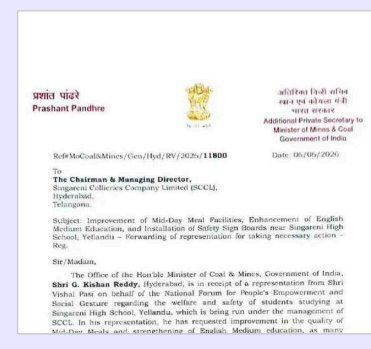 प्रशांत पांढरे
Prashant Pandhre
अतिरिक्त निजी सचिव
खान एवं कोयला मंत्री
भारत सरकार
Additional Private Secretary to
Minister of Mines & Coal
Government of India
Ref#MoCoal&Mines/Gen/Hyd/RV/2026/11800
Date: 06/06/2026
To
The Chairman & Managing Director,
Singareni Collieries Company Limited (SCCL),
Hyderabad,
Telangana.
Subject: Improvement of Mid-Day Meal Facilities, Enhancement of English
Medium Education, and Installation of Safety Sign Boards near Singareni High
School, Yellandu – Forwarding of representation for taking necessary action –
Reg.
Sir/Madam,
The Office of the Hon'ble Minister of Coal & Mines, Government of India,
Shri G. Kishan Reddy, Hyderabad, is in receipt of a representation from Shri
Vishal Pasi on behalf of the National Forum for People's Empowerment and
Social Gesture regarding the welfare and safety of students studying at
Singareni High School, Yellandu, which is being run under the management of
SCCL. In his representation, he has requested improvement in the quality of
Mid-Day Meals and strengthening of English Medium education, as many